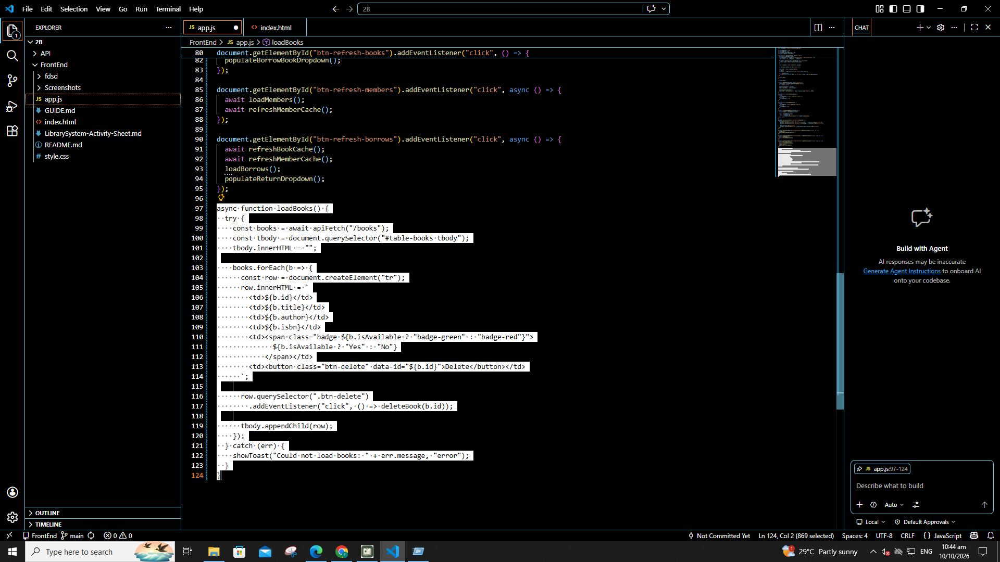 File Edit Selection View Go Run Terminal Help
2B
EXPLORER
2B
API
FrontEnd
fdsd
Screenshots
JS app.js
GUIDE.md
index.html
LibrarySystem-Activity-Sheet.md
README.md
# style.css
OUTLINE
TIMELINE
JS app.js
<> index.html
FrontEnd > JS app.js > loadBooks
80 document.getElementById("btn-refresh-books").addEventListener("click", () => {
82 populateBorrowBookDropdown();
83 });
84
85 document.getElementById("btn-refresh-members").addEventListener("click", async () => {
86 await loadMembers();
87 await refreshMemberCache();
88 });
89
90 document.getElementById("btn-refresh-borrows").addEventListener("click", async () => {
91 await refreshBookCache();
92 await refreshMemberCache();
93 loadBorrows();
94 populateReturnDropdown();
95 });
96
97 async function loadBooks() {
98 try {
99 const books = await apiFetch("/books");
100 const tbody = document.querySelector("#table-books tbody");
101 tbody.innerHTML = "";
102
103 books.forEach(b => {
104 const row = document.createElement("tr");
105 row.innerHTML = `
106 <td>${b.id}</td>
107 <td>${b.title}</td>
108 <td>${b.author}</td>
109 <td>${b.isbn}</td>
110 <td><span class="badge ${b.isAvailable ? "badge-green" : "badge-red"}">
111 ${b.isAvailable ? "Yes" : "No"}
112 </span></td>
113 <td><button class="btn-delete" data-id="${b.id}">Delete</button></td>
114 `;
115
116 row.querySelector(".btn-delete")
117 .addEventListener("click", () => deleteBook(b.id));
118
119 tbody.appendChild(row);
120 });
121 } catch (err) {
122 showToast("Could not load books: " + err.message, "error");
123 }
124 }
CHAT
Build with Agent
AI responses may be inaccurate
Generate Agent Instructions to onboard AI
onto your codebase.
JS app.js:97-124
Describe what to build
Auto
Local Default Approvals
FrontEnd main 0 0 Not Committed Yet Ln 124, Col 2 (869 selected) Spaces: 4 UTF-8 CRLF {} JavaScript
Type here to search
1
29°C Partly sunny
ENG
10:44 am
10/10/2026